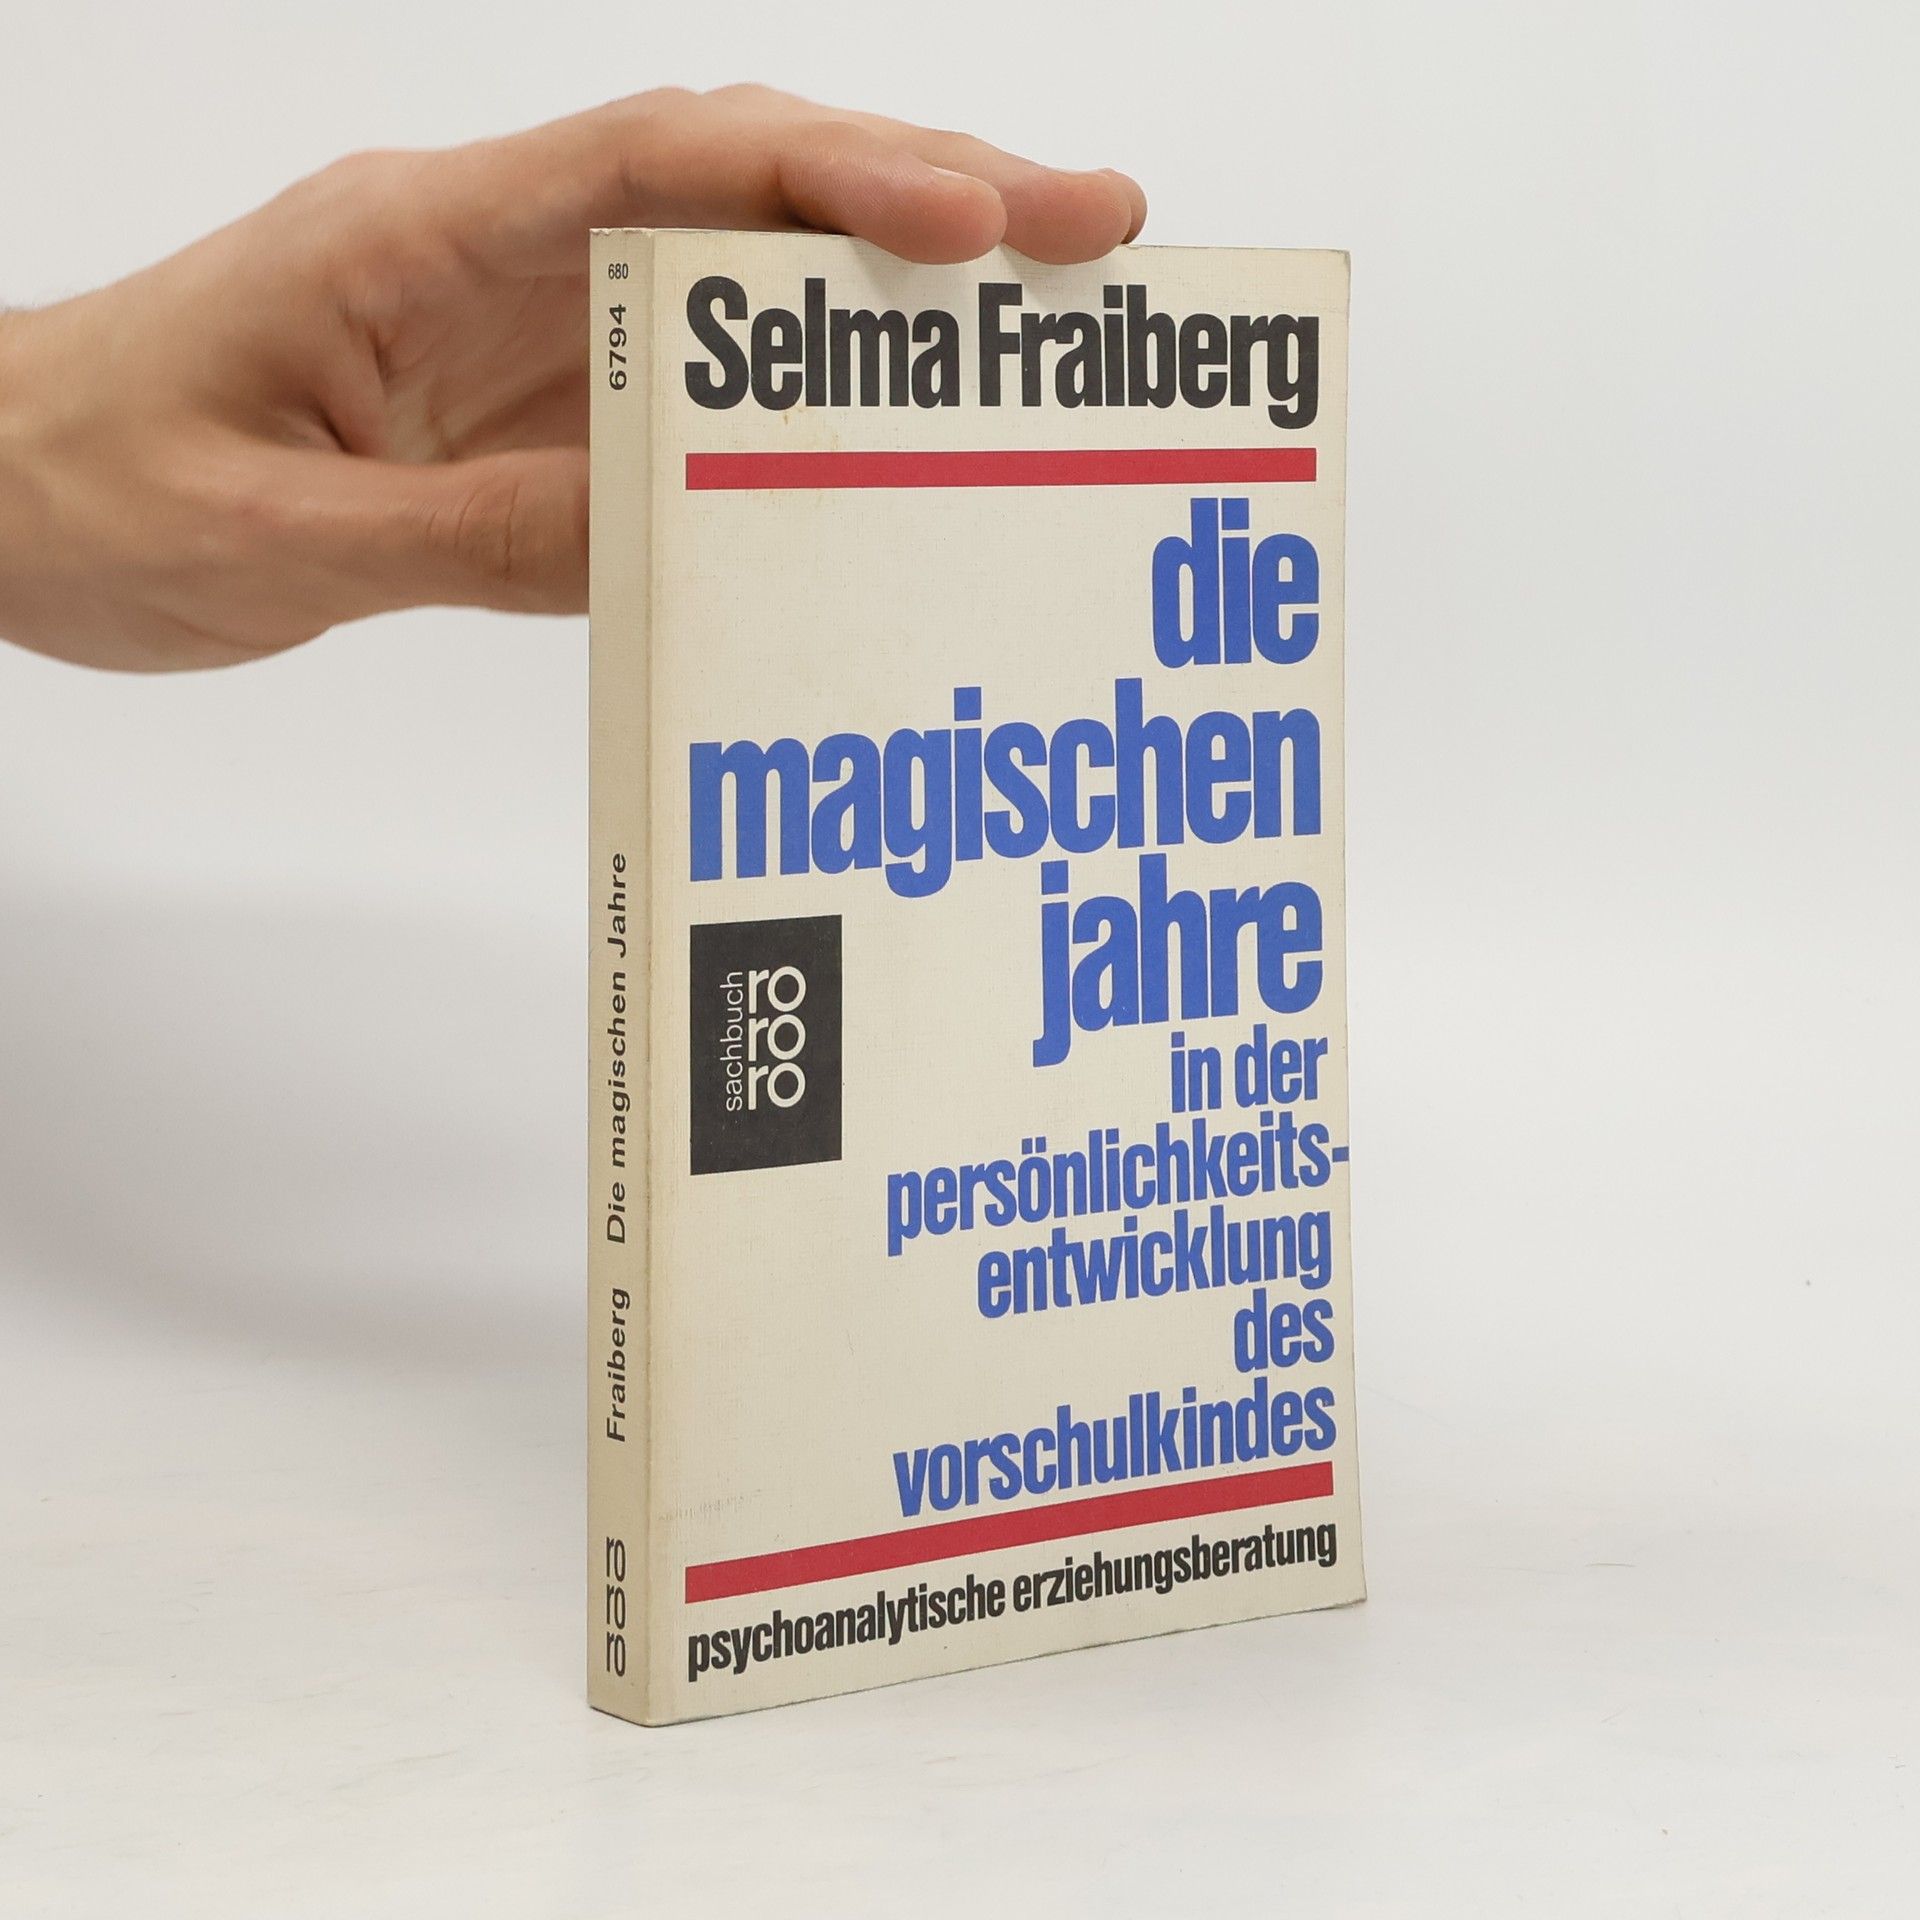 Selma Fraiberg
die
magischen
jahre
in der
persönlichkeits-
entwicklung
des
vorschulkindes
psychoanalytische erziehungsberatung
sachbuch
ro
ro
ro
680
6794
Fraiberg Die magischen Jahre
ro
ro
ro